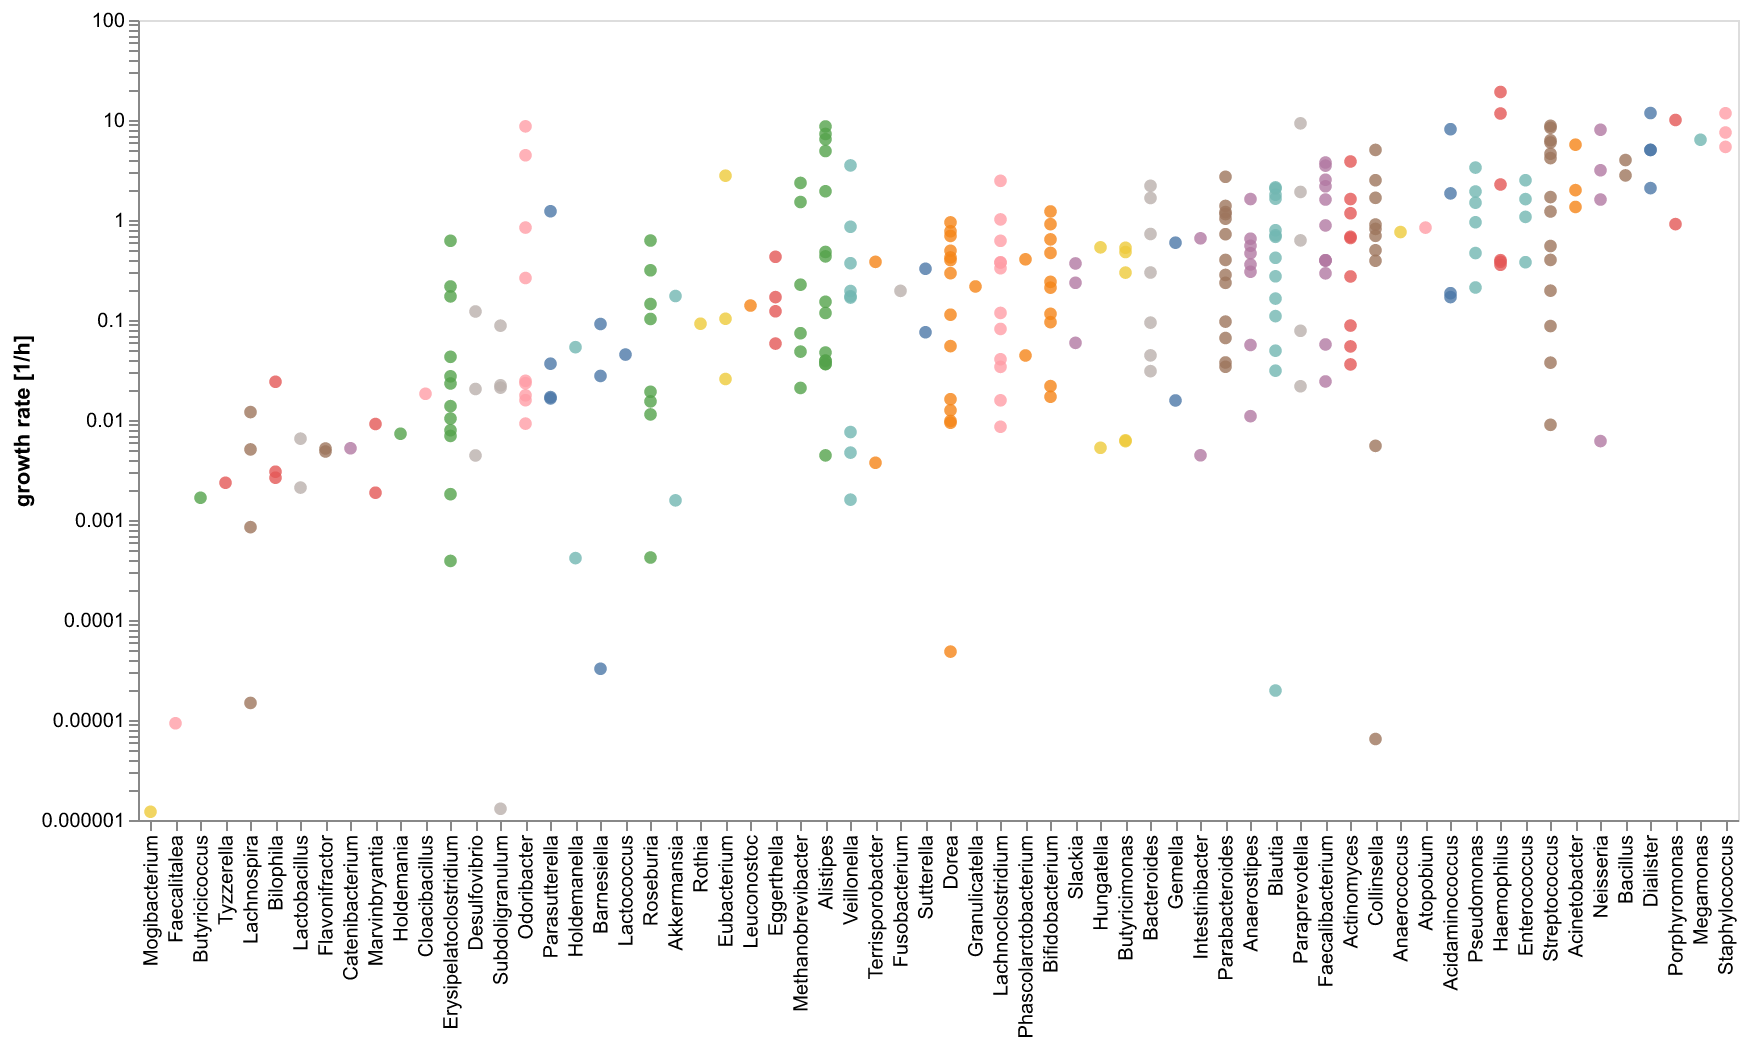 growth rate [1/h]
100
10
1
0.1
0.01
0.001
0.0001
0.00001
0.000001
Mogibacterium
Faecalitalea
Butyricicoccus
Tyzzerella
Lachnospira
Bilophila
Lactobacillus
Flavonifractor
Catenibacterium
Marvinbryantia
Holdemania
Cloacibacillus
Erysipelatoclostridium
Desulfovibrio
Subdoligranulum
Odoribacter
Parasutterella
Holdemanella
Barnesiella
Lactococcus
Roseburia
Akkermansia
Rothia
Eubacterium
Leuconostoc
Eggerthella
Methanobrevibacter
Alistipes
Veillonella
Terrisporobacter
Fusobacterium
Sutterella
Dorea
Granulicatella
Lachnoclostridium
Phascolarctobacterium
Bifidobacterium
Slackia
Hungatella
Butyricimonas
Bacteroides
Gemella
Intestinibacter
Parabacteroides
Anaerostipes
Blautia
Paraprevotella
Faecalibacterium
Actinomyces
Collinsella
Anaerococcus
Atopobium
Acidaminococcus
Pseudomonas
Haemophilus
Enterococcus
Streptococcus
Acinetobacter
Neisseria
Bacillus
Dialister
Porphyromonas
Megamonas
Staphylococcus